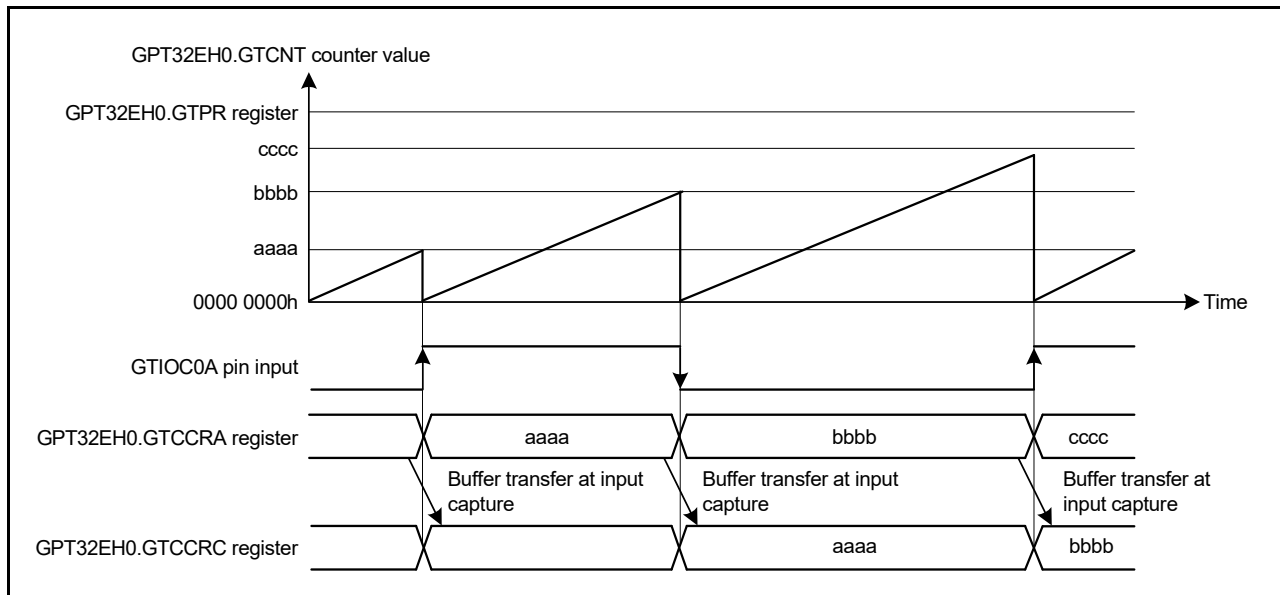 GPT32EH0.GTCNT counter value
GPT32EH0.GTPR register
cccc
bbbb
aaaa
0000 0000h
Time
GTIOC0A pin input
GPT32EH0.GTCCRA register
aaaa
bbbb
cccc
Buffer transfer at input
capture
Buffer transfer at input
capture
Buffer transfer at
input capture
GPT32EH0.GTCCRC register
aaaa
bbbb